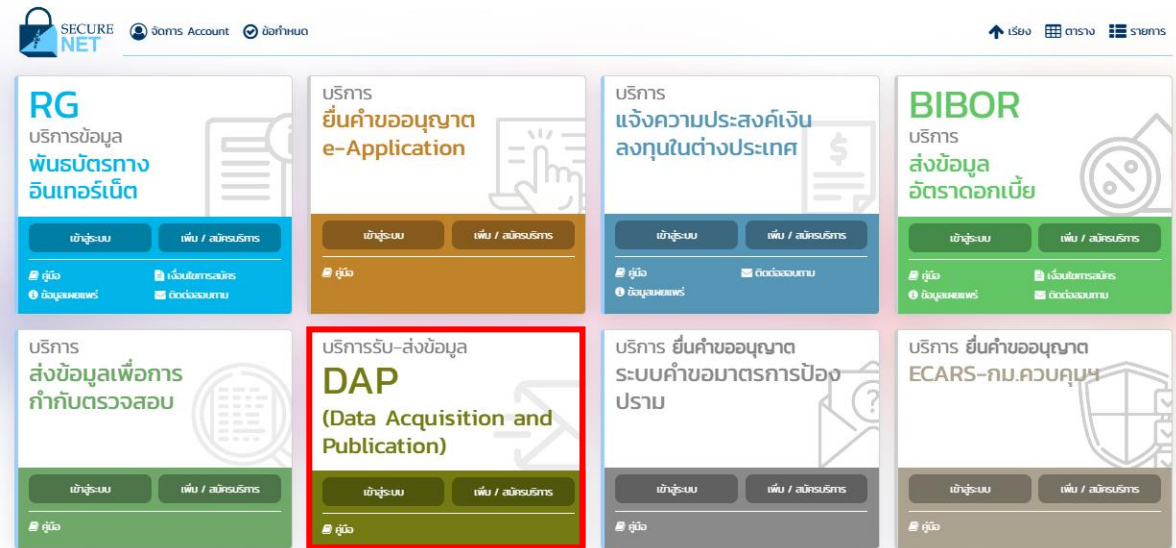 SECURE
NET
จัดการ Account
ข้อกำหนด
เรียง
ตาราง
รายการ
RG
บริการข้อมูล
พันธบัตรทาง
อินเทอร์เน็ต
เข้าสู่ระบบ
เพิ่ม / สมัครบริการ
คู่มือ
เงื่อนไขการสมัคร
ข้อมูลเผยแพร่
ติดต่อสอบถาม
บริการ
ยื่นคำขออนุญาต
e-Application
เข้าสู่ระบบ
เพิ่ม / สมัครบริการ
คู่มือ
บริการ
แจ้งความประสงค์เงิน
ลงทุนในต่างประเทศ
เข้าสู่ระบบ
เพิ่ม / สมัครบริการ
คู่มือ
ติดต่อสอบถาม
ข้อมูลเผยแพร่
BIBOR
บริการ
ส่งข้อมูล
อัตราดอกเบี้ย
เข้าสู่ระบบ
เพิ่ม / สมัครบริการ
คู่มือ
เงื่อนไขการสมัคร
ข้อมูลเผยแพร่
ติดต่อสอบถาม
บริการ
ส่งข้อมูลเพื่อการ
กำกับตรวจสอบ
เข้าสู่ระบบ
เพิ่ม / สมัครบริการ
คู่มือ
บริการรับ-ส่งข้อมูล
DAP
(Data Acquisition and
Publication)
เข้าสู่ระบบ
เพิ่ม / สมัครบริการ
คู่มือ
บริการ ยื่นคำขออนุญาต
ระบบคำขอมาตรการป้อง
ปราม
เข้าสู่ระบบ
เพิ่ม / สมัครบริการ
คู่มือ
บริการ ยื่นคำขออนุญาต
ECARS-กม.ควบคุมฯ
เข้าสู่ระบบ
เพิ่ม / สมัครบริการ
คู่มือ